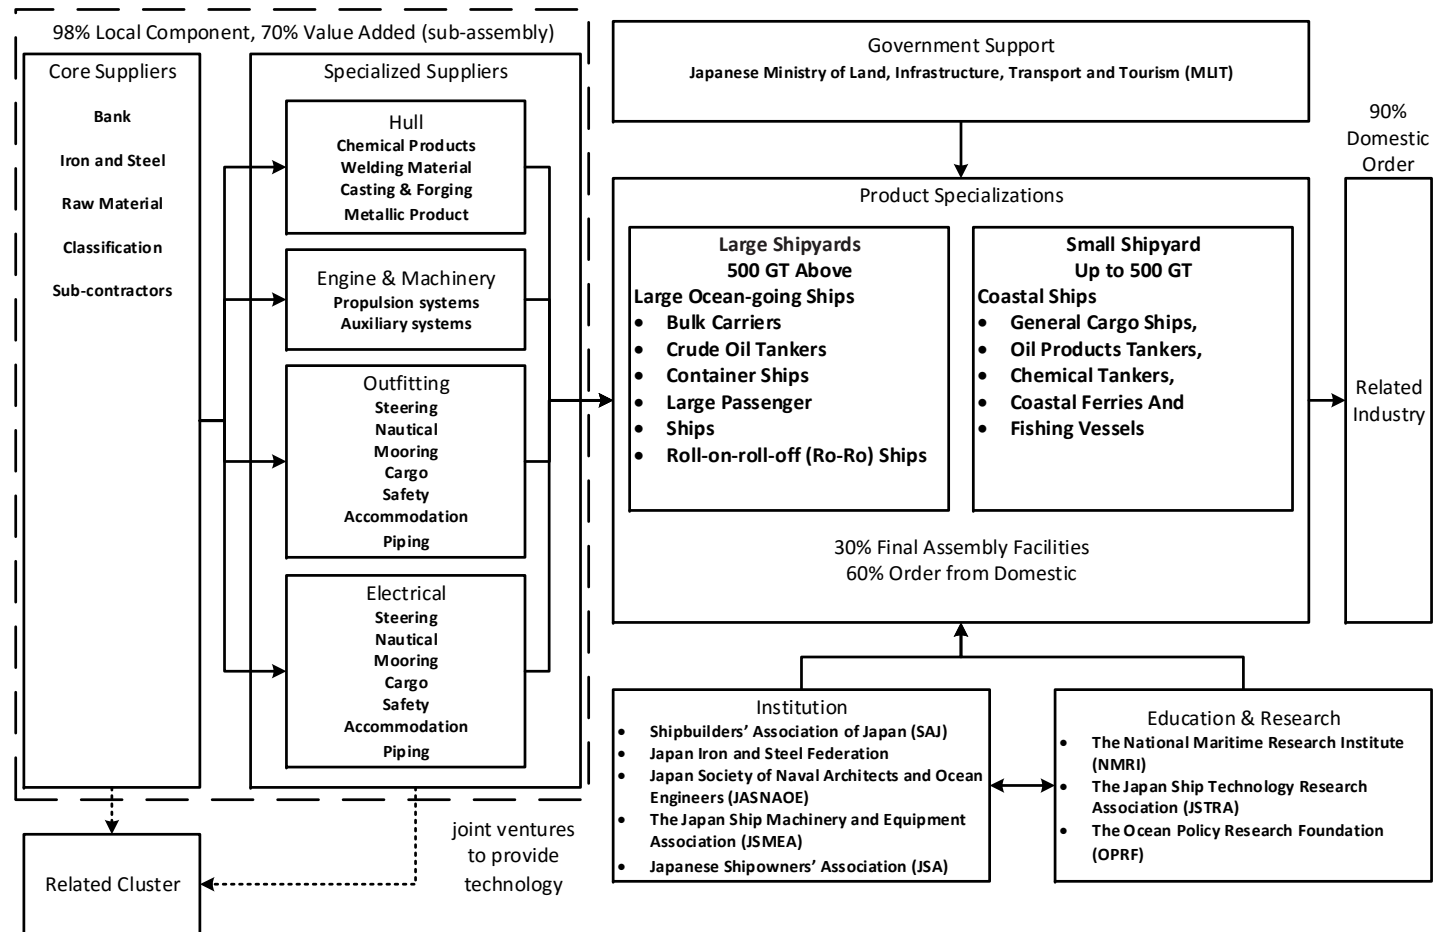 98% Local Component, 70% Value Added (sub-assembly)
Core Suppliers
Bank
Iron and Steel
Raw Material
Classification
Sub-contractors
Specialized Suppliers
Hull
Chemical Products
Welding Material
Casting & Forging
Metallic Product
Engine & Machinery
Propulsion systems
Auxiliary systems
Outfitting
Steering
Nautical
Mooring
Cargo
Safety
Accommodation
Piping
Electrical
Steering
Nautical
Mooring
Cargo
Safety
Accommodation
Piping
Related Cluster
joint ventures
to provide
technology
Government Support
Japanese Ministry of Land, Infrastructure, Transport and Tourism (MLIT)
Product Specializations
Large Shipyards
500 GT Above
Large Ocean-going Ships
• Bulk Carriers
• Crude Oil Tankers
• Container Ships
• Large Passenger
• Ships
• Roll-on-roll-off (Ro-Ro) Ships
Small Shipyard
Up to 500 GT
Coastal Ships
• General Cargo Ships,
• Oil Products Tankers,
• Chemical Tankers,
• Coastal Ferries And
• Fishing Vessels
30% Final Assembly Facilities
60% Order from Domestic
90%
Domestic
Order
Related
Industry
Institution
• Shipbuilders’ Association of Japan (SAJ)
• Japan Iron and Steel Federation
• Japan Society of Naval Architects and Ocean
Engineers (JASNAOE)
• The Japan Ship Machinery and Equipment
Association (JSMEA)
• Japanese Shipowners’ Association (JSA)
Education & Research
• The National Maritime Research Institute
(NMRI)
• The Japan Ship Technology Research
Association (JSTRA)
• The Ocean Policy Research Foundation
(OPRF)